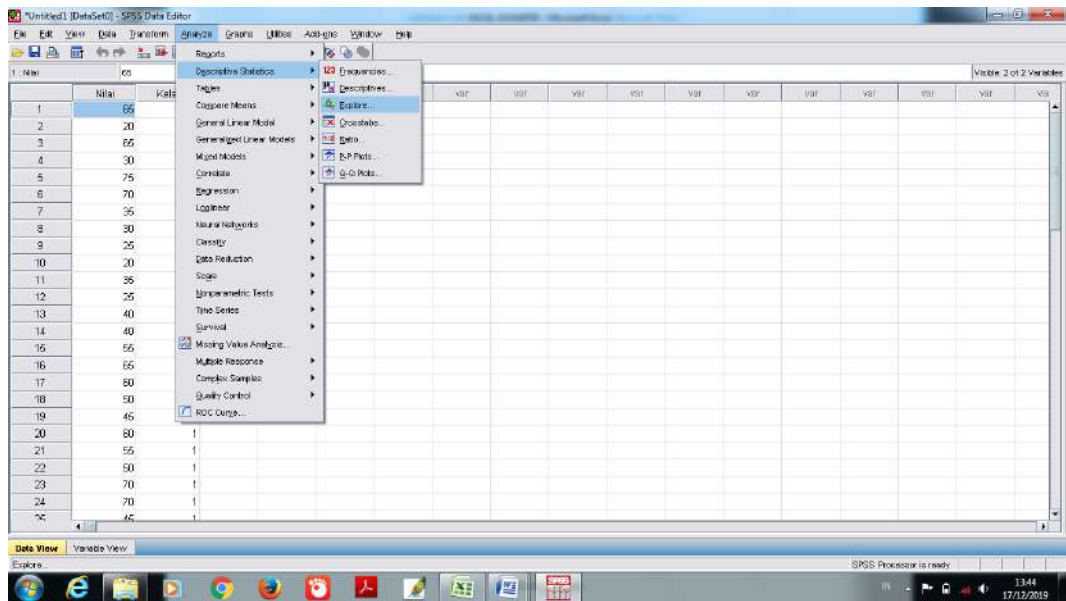 *Untitled1 [DataSet0] - SPSS Data Editor
File Edit View Data Transform Analyze Graphs Utilities Add-ons Window Help
1 : Nilai 65 Visible: 2 of 2 Variables
Nilai Kela var var var var var var var var var
1 65
2 20
3 65
4 30
5 75
6 70
7 35
8 30
9 25
10 20
11 35
12 25
13 40
14 40
15 55
16 65
17 60
18 50
19 45
20 60 1
21 55 1
22 50 1
23 70 1
24 70 1
25 45 1
Reports
Descriptive Statistics
Tables
Compare Means
General Linear Model
Generalized Linear Models
Mixed Models
Correlate
Regression
Loglinear
Neural Networks
Classify
Data Reduction
Scale
Nonparametric Tests
Time Series
Survival
Missing Value Analysis...
Multiple Response
Complex Samples
Quality Control
ROC Curve...
123 Frequencies...
Descriptives...
Explore...
Crosstabs...
Ratio...
P-P Plots...
Q-Q Plots...
Data View Variable View
Explore... SPSS Processor is ready
SPSS
IN 13:44
17/12/2019